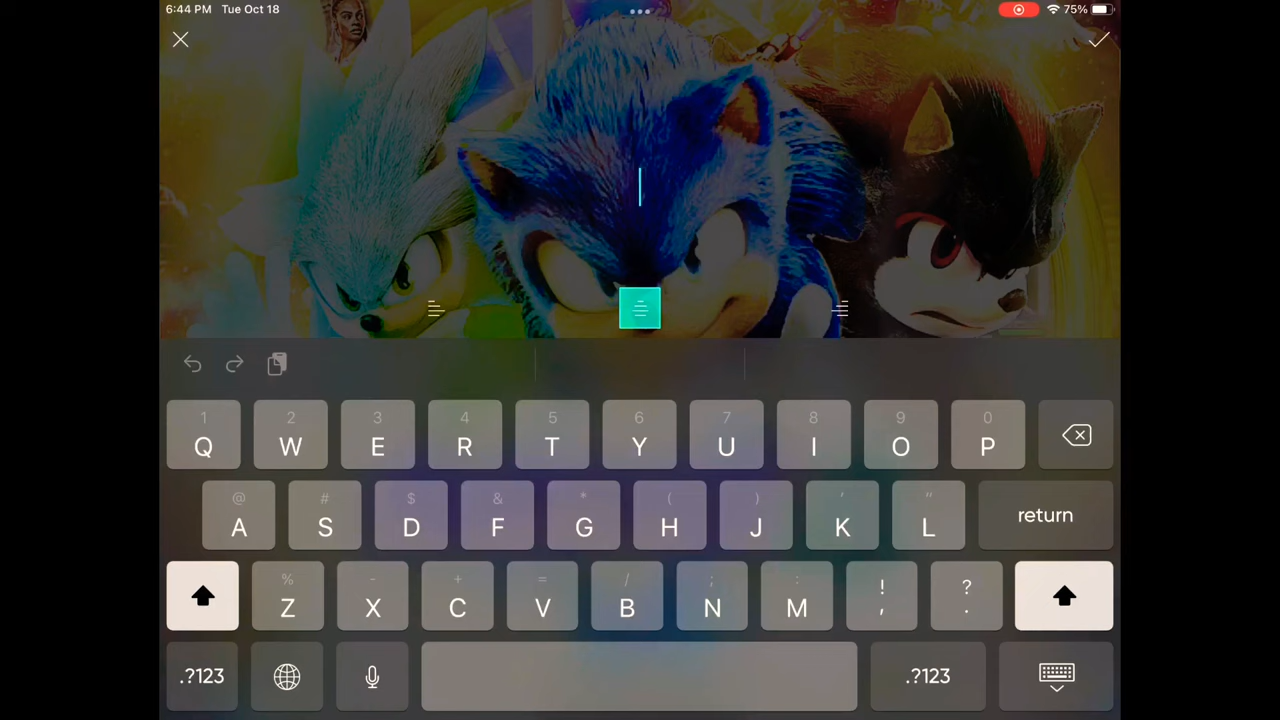 6:44 PM Tue Oct 18 75%
1 2 3 4 5 6 7 8 9 0
Q W E R T Y U I O P
@ # $ & * ( ) ' "
A S D F G H J K L return
% - + = / ; : ! ?
Z X C V B N M , .
.?123 .?123